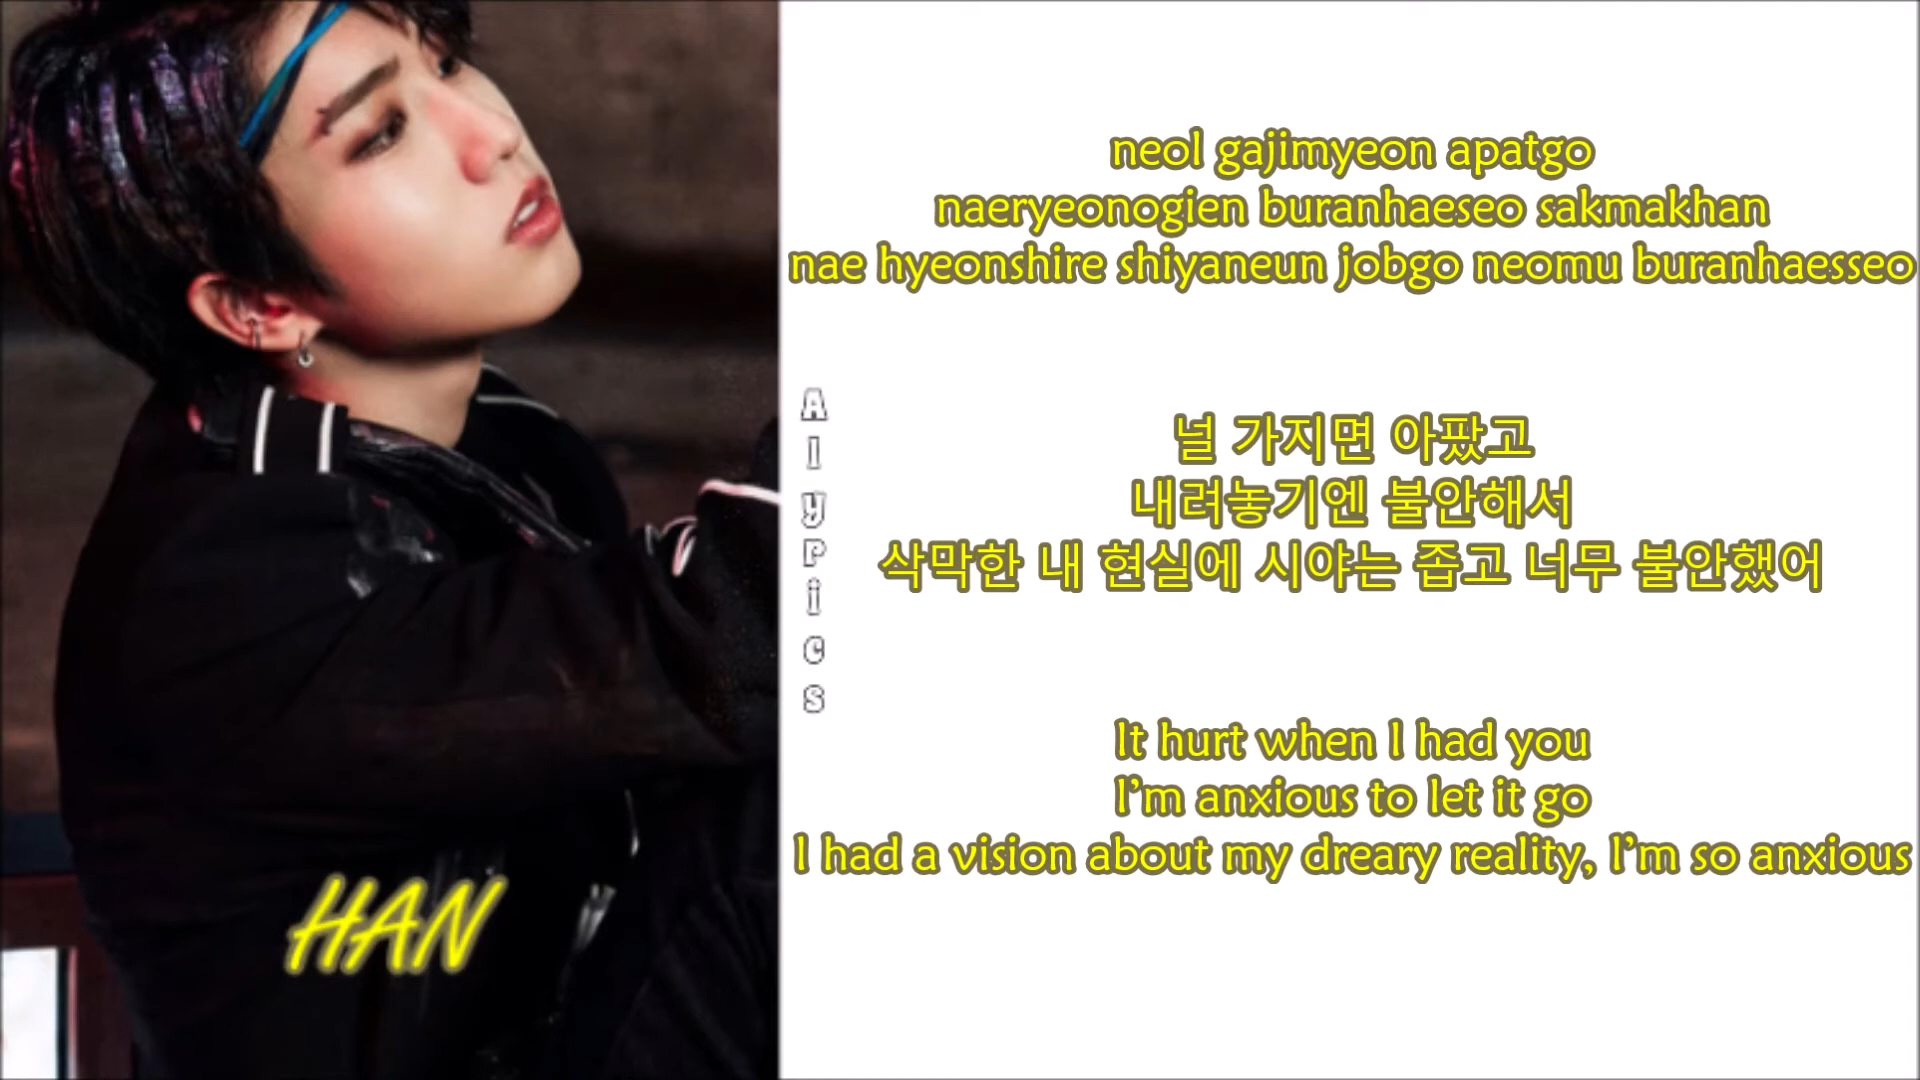 HAN
neol gajimyeon apatgo
naeryeonogien buranhaeseo sakmakhan
nae hyeonshire shiyaneun jobgo neomu buranhaesseo
AlyPics
널 가지면 아팠고
내려놓기엔 불안해서
삭막한 내 현실에 시야는 좁고 너무 불안했어
It hurt when I had you
I'm anxious to let it go
I had a vision about my dreary reality, I'm so anxious